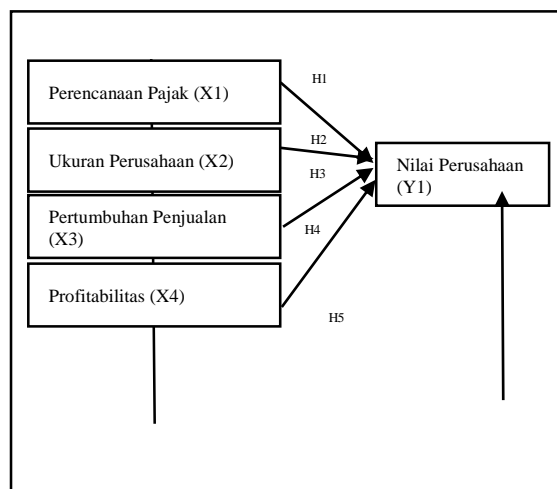 Perencanaan Pajak (X1)
H1
Ukuran Perusahaan (X2)
H2
Nilai Perusahaan
(Y1)
H3
Pertumbuhan Penjualan
(X3)
H4
Profitabilitas (X4)
H5